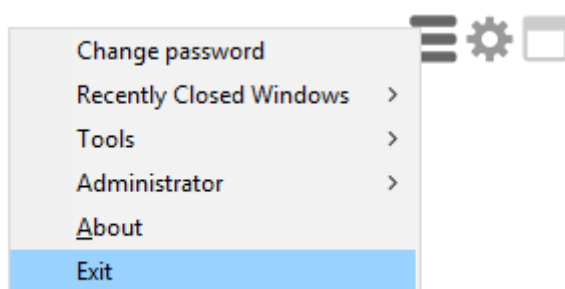 Change password
Recently Closed Windows
Tools
Administrator
About
Exit